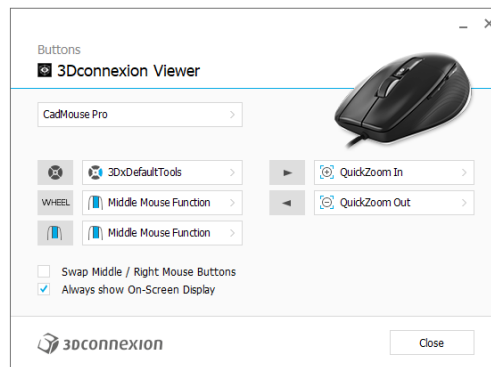 Buttons
3Dconnexion Viewer
CadMouse Pro
3DxDefaultTools
QuickZoom In
WHEEL
Middle Mouse Function
QuickZoom Out
Middle Mouse Function
Swap Middle / Right Mouse Buttons
Always show On-Screen Display
3Dconnexion
Close